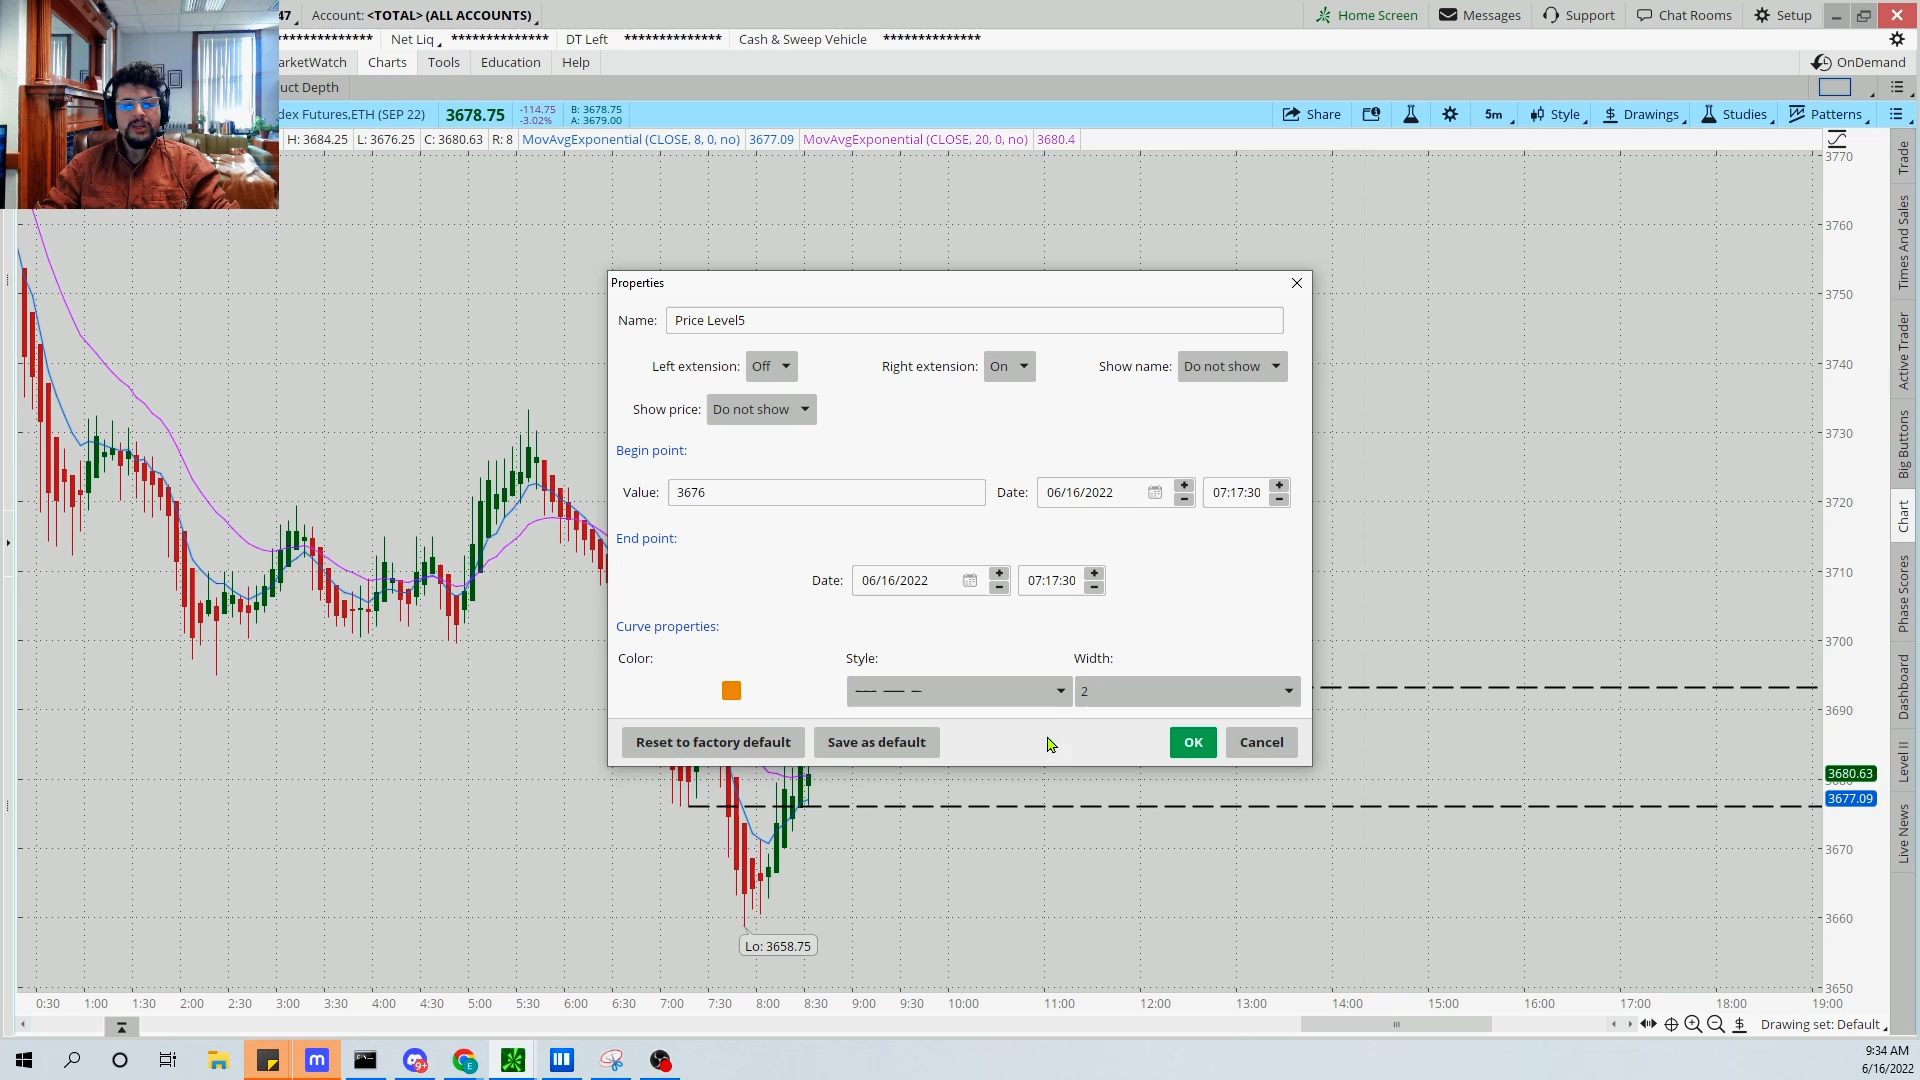 47 Account: <TOTAL> (ALL ACCOUNTS) Home Screen Messages Support Chat Rooms Setup
************** Net Liq ************** DT Left ************** Cash & Sweep Vehicle **************
arketWatch Charts Tools Education Help OnDemand
uct Depth
dex Futures,ETH (SEP 22) 3678.75 -114.75 B: 3678.75
-3.02% A: 3679.00
Share 5m Style Drawings Studies Patterns
H: 3684.25 L: 3676.25 C: 3680.63 R: 8 MovAvgExponential (CLOSE, 8, 0, no) 3677.09 MovAvgExponential (CLOSE, 20, 0, no) 3680.4
Properties
Name: Price Level5
Left extension: Off Right extension: On Show name: Do not show
Show price: Do not show
Begin point:
Value: 3676 Date: 06/16/2022 07:17:30
End point:
Date: 06/16/2022 07:17:30
Curve properties:
Color: Style: Width:
2
Reset to factory default Save as default OK Cancel
Lo: 3658.75
3770
3760
3750
3740
3730
3720
3710
3700
3690
3680.63
3677.09
3670
3660
3650
Trade
Times And Sales
Active Trader
Big Buttons
Chart
Phase Scores
Dashboard
Level II
Live News
0:30 1:00 1:30 2:00 2:30 3:00 3:30 4:00 4:30 5:00 5:30 6:00 6:30 7:00 7:30 8:00 8:30 9:00 9:30 10:00 11:00 12:00 13:00 14:00 15:00 16:00 17:00 18:00 19:00
Drawing set: Default
9+
9:34 AM
6/16/2022